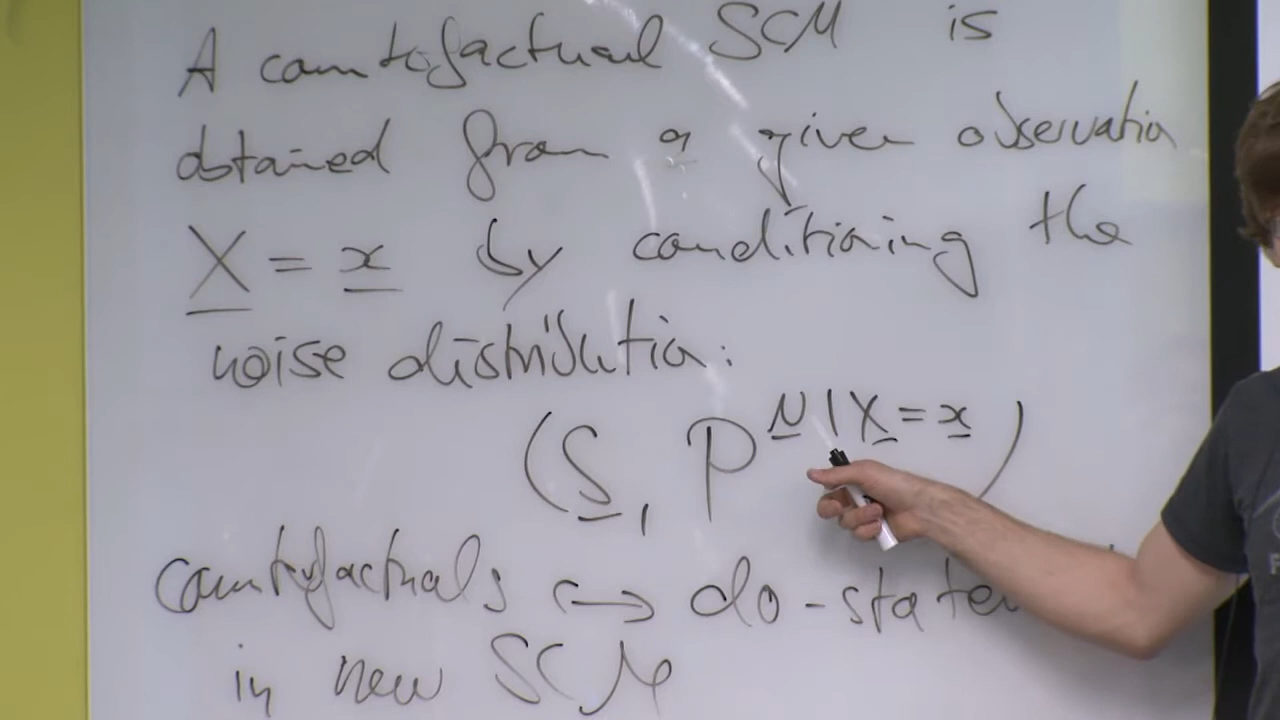 A counterfactual SCM is
obtained from a given observation
X = x by conditioning the
noise distribution:
(S, P^{N|X=x})
counterfactuals ↔ do-state
in new SCM